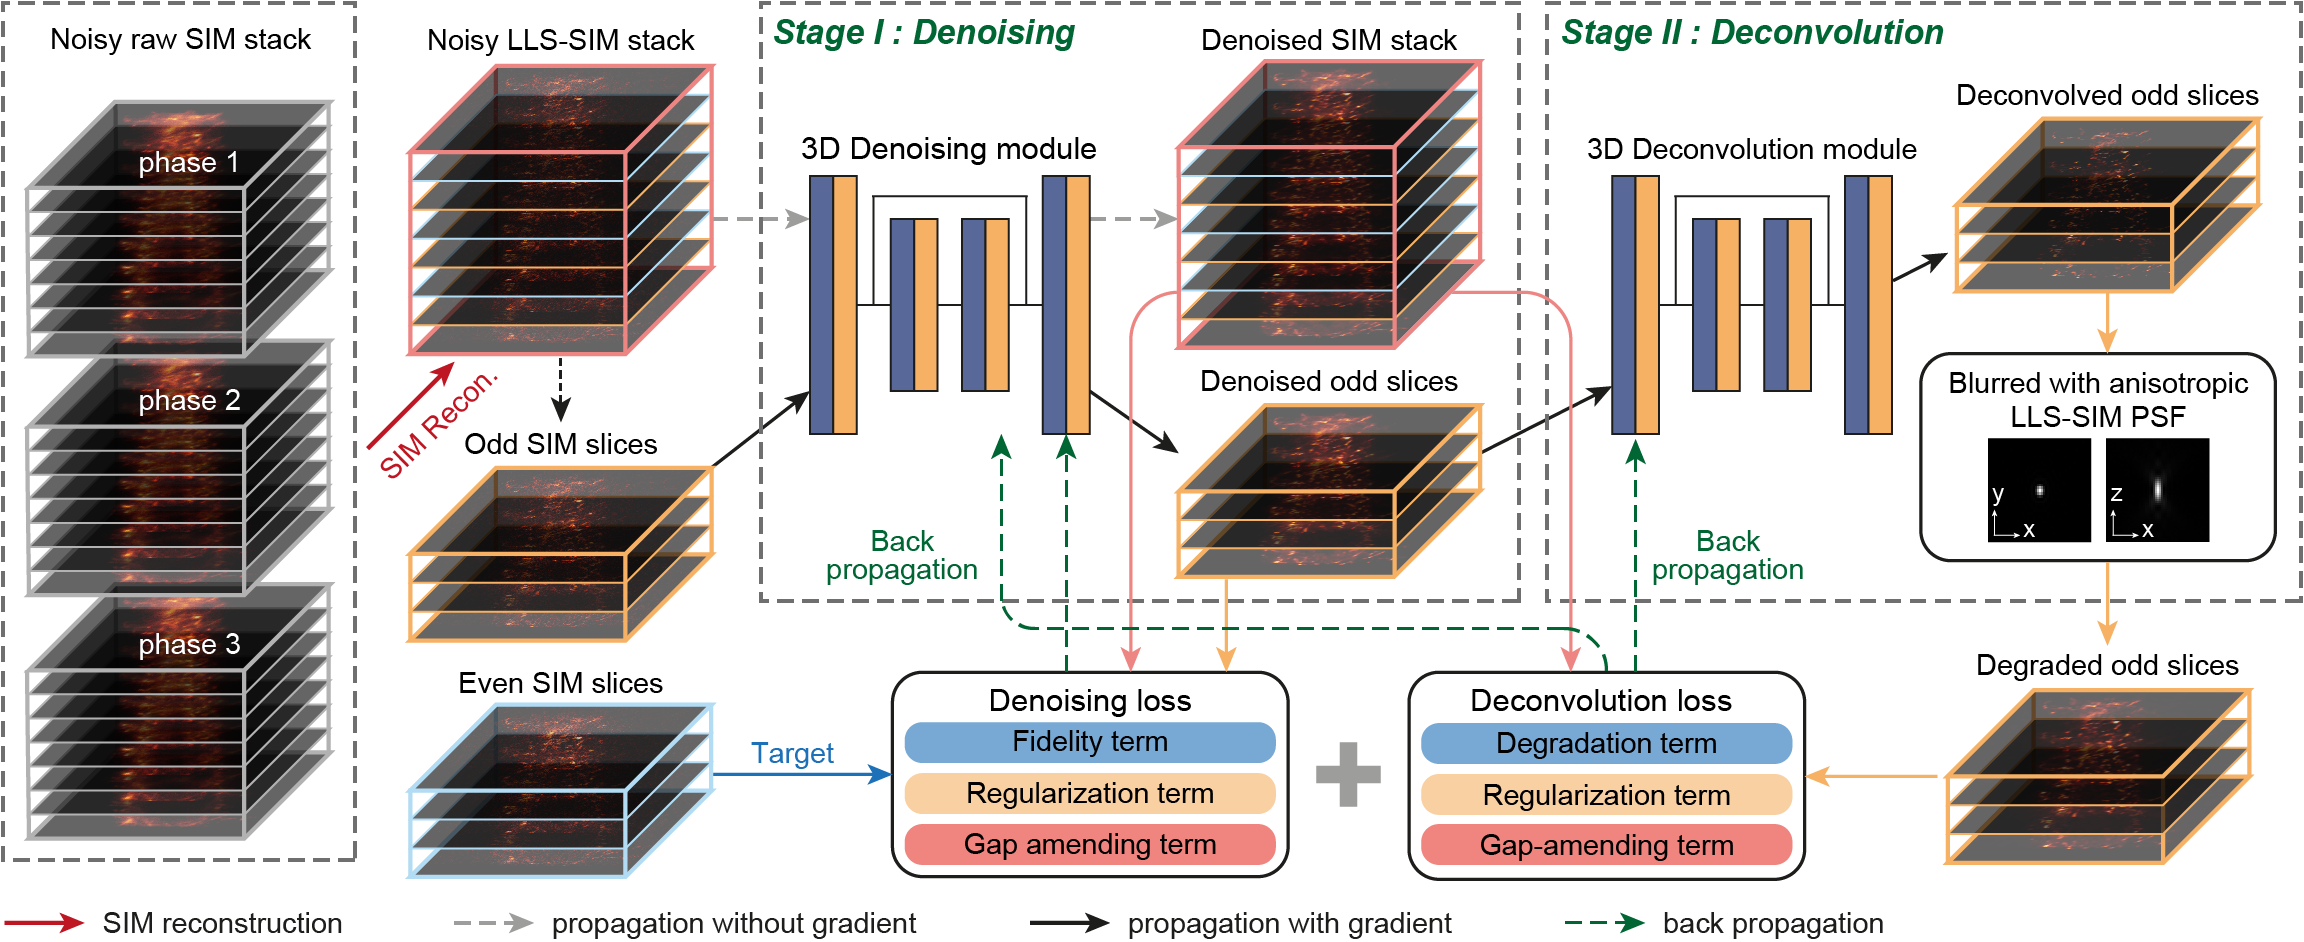 Noisy raw SIM stack
phase 1
phase 2
phase 3
Noisy LLS-SIM stack
SIM Recon.
Odd SIM slices
Even SIM slices
Target
Stage I : Denoising
3D Denoising module
Denoised SIM stack
Denoised odd slices
Back
propagation
Stage II : Deconvolution
3D Deconvolution module
Deconvolved odd slices
Blurred with anisotropic
LLS-SIM PSF
y
x
z
x
Back
propagation
Degraded odd slices
Denoising loss
Fidelity term
Regularization term
Gap amending term
Deconvolution loss
Degradation term
Regularization term
Gap-amending term
SIM reconstruction
propagation without gradient
propagation with gradient
back propagation